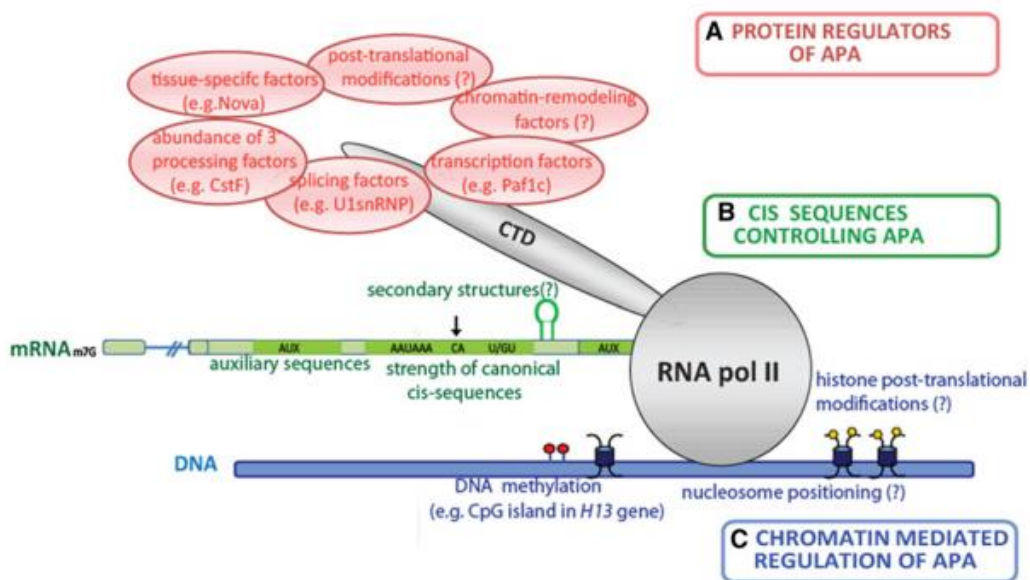 A PROTEIN REGULATORS
OF APA
post-translational
modifications (?)
tissue-specifc factors
(e.g.Nova)
chromatin-remodeling
factors (?)
abundance of 3'
processing factors
(e.g. CstF)
splicing factors
(e.g. U1snRNP)
transcription factors
(e.g. Paf1c)
CTD
B CIS SEQUENCES
CONTROLLING APA
secondary structures(?)
mRNA m7G
AUX AAUAAA CA U/GU AUX
auxiliary sequences
strength of canonical
cis-sequences
RNA pol II
histone post-translational
modifications (?)
DNA
DNA methylation
(e.g. CpG island in H13 gene)
nucleosome positioning (?)
C CHROMATIN MEDIATED
REGULATION OF APA